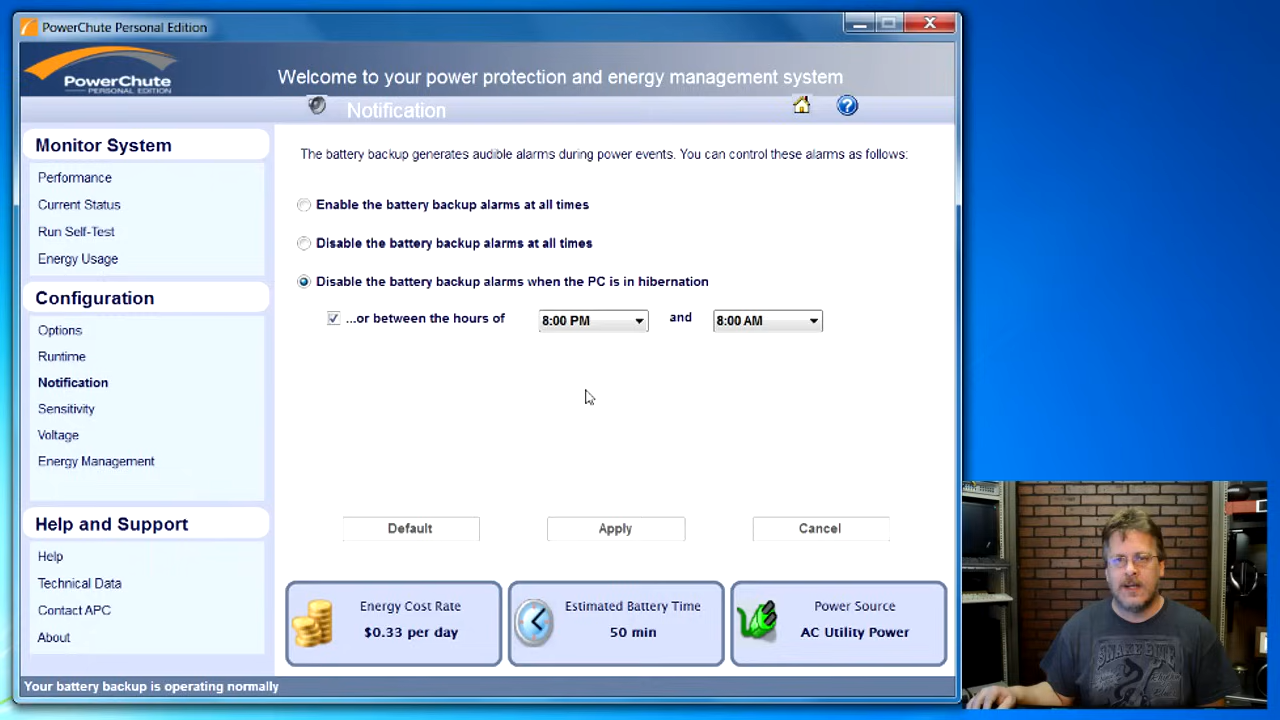 PowerChute Personal Edition
PowerChute
PERSONAL EDITION
Welcome to your power protection and energy management system
Notification
Monitor System
Performance
Current Status
Run Self-Test
Energy Usage
Configuration
Options
Runtime
Notification
Sensitivity
Voltage
Energy Management
Help and Support
Help
Technical Data
Contact APC
About
The battery backup generates audible alarms during power events. You can control these alarms as follows:
Enable the battery backup alarms at all times
Disable the battery backup alarms at all times
Disable the battery backup alarms when the PC is in hibernation
...or between the hours of 8:00 PM and 8:00 AM
Default Apply Cancel
Energy Cost Rate
$0.33 per day
Estimated Battery Time
50 min
Power Source
AC Utility Power
Your battery backup is operating normally
SNAKE BITE